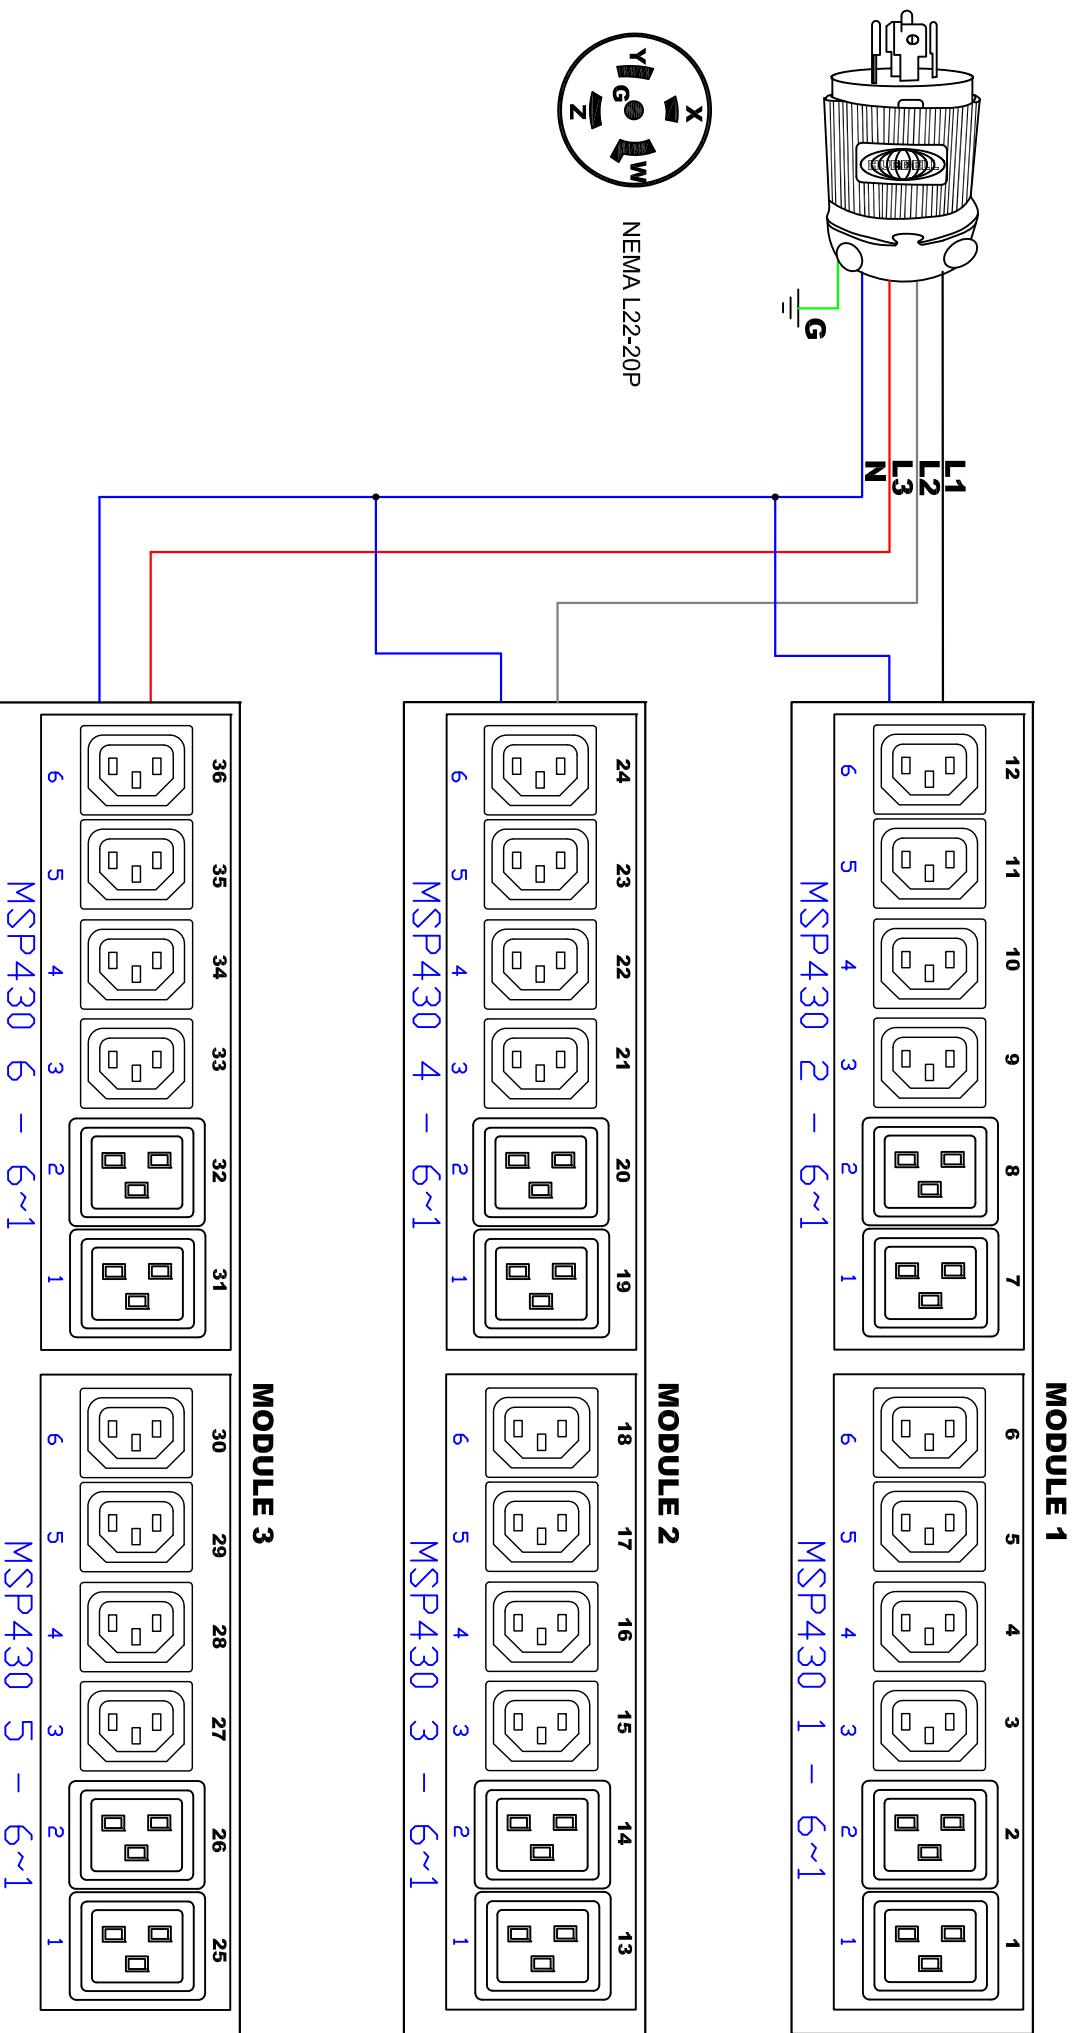 L1
L2
L3
N
G
X
Y
G
Z
W
NEMA L22-20P
MODULE 1
12 11 10 9 8 7 6 5 4 3 2 1
6 5 4 3 2 1 6 5 4 3 2 1
MSP430 2 - 6~1
MSP430 1 - 6~1
MODULE 2
24 23 22 21 20 19 18 17 16 15 14 13
6 5 4 3 2 1 6 5 4 3 2 1
MSP430 4 - 6~1
MSP430 3 - 6~1
MODULE 3
36 35 34 33 32 31 30 29 28 27 26 25
6 5 4 3 2 1 6 5 4 3 2 1
MSP430 6 - 6~1
MSP430 5 - 6~1